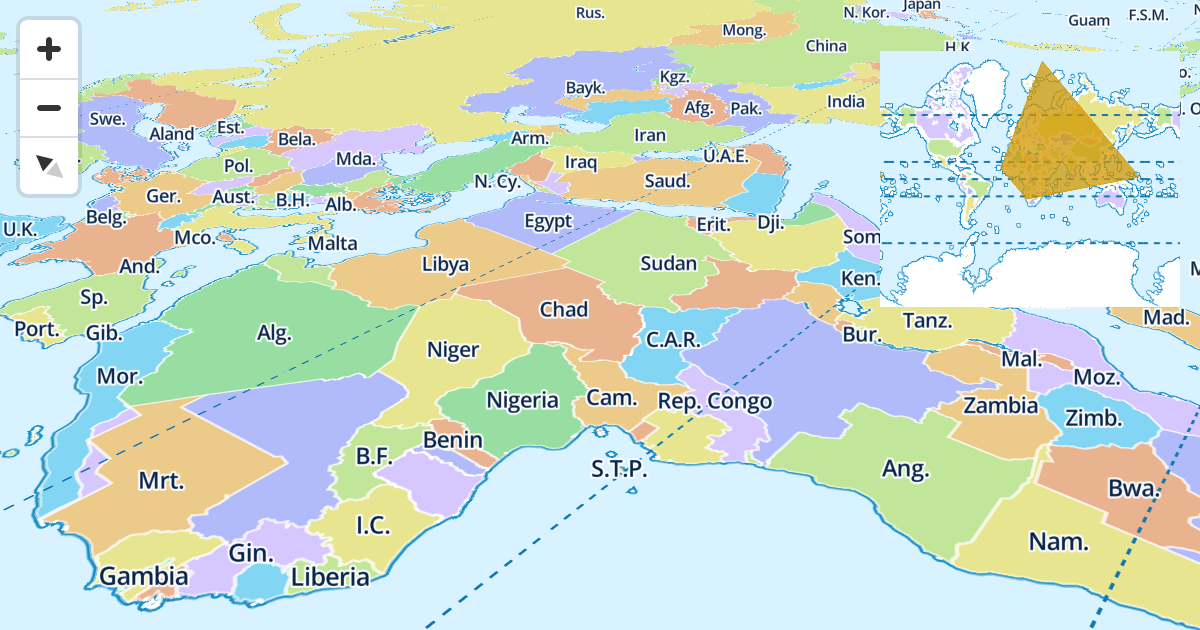 Rus.
N. Kor.
Japan
Guam
F.S.M.
Mong.
China
H.K.
Kgz.
Bayk.
Afg.
Pak.
India
Swe.
Aland
Est.
Bela.
Arm.
Iran
Pol.
Mda.
Iraq
U.A.E.
Ger.
Aust.
B.H.
Alb.
N. Cy.
Saud.
Belg.
U.K.
Mco.
Malta
Egypt
Erit.
Dji.
Som
And.
Libya
Sudan
Ken.
Sp.
Port.
Gib.
Alg.
Chad
C.A.R.
Bur.
Tanz.
Mad.
Niger
Mal.
Mor.
Moz.
Nigeria
Cam.
Rep. Congo
Zambia
Zimb.
Benin
B.F.
S.T.P.
Ang.
Mrt.
Bwa.
I.C.
Nam.
Gin.
Gambia
Liberia